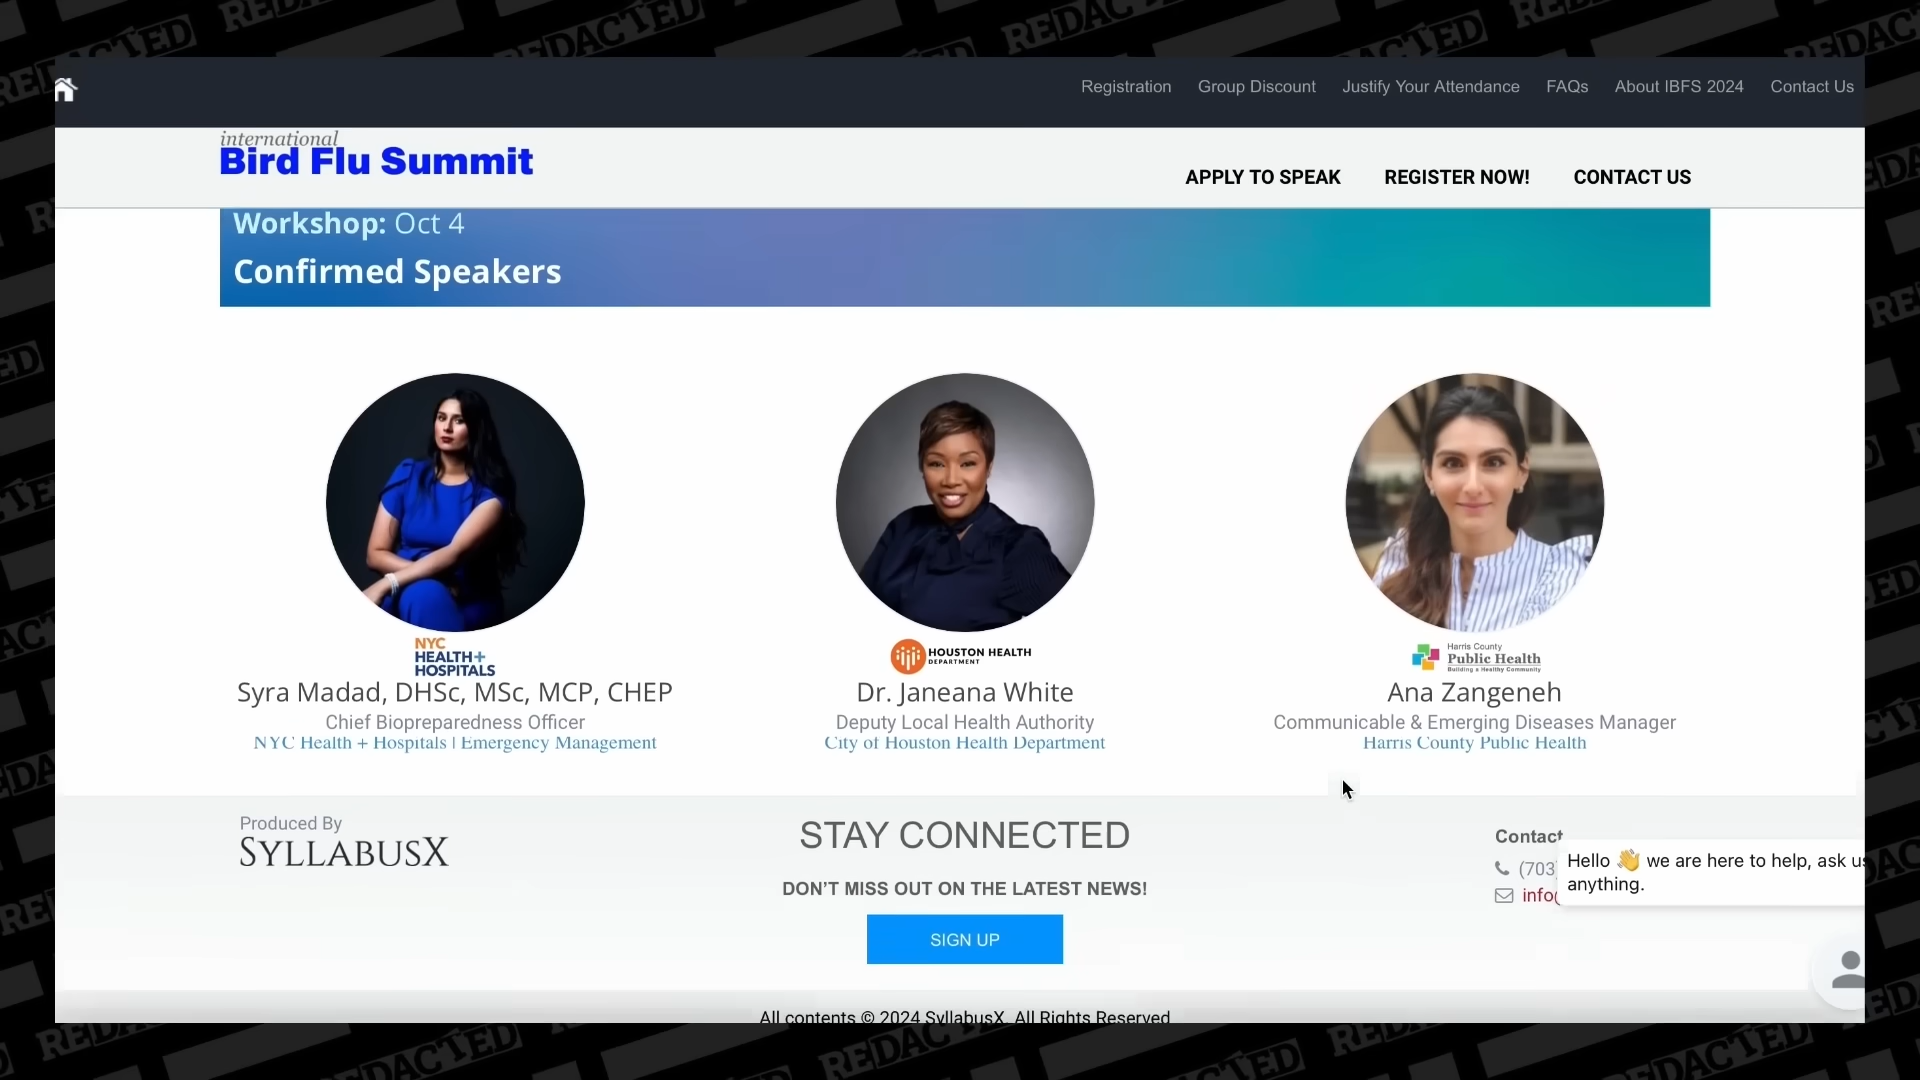 Registration Group Discount Justify Your Attendance FAQs About IBFS 2024 Contact Us
international
Bird Flu Summit
APPLY TO SPEAK REGISTER NOW! CONTACT US
Workshop: Oct 4
Confirmed Speakers
NYC
HEALTH+
HOSPITALS
Syra Madad, DHSc, MSc, MCP, CHEP
Chief Biopreparedness Officer
NYC Health + Hospitals | Emergency Management
HOUSTON HEALTH
DEPARTMENT
Dr. Janeana White
Deputy Local Health Authority
City of Houston Health Department
Harris County
Public Health
Building a Healthy Community
Ana Zangeneh
Communicable & Emerging Diseases Manager
Harris County Public Health
Produced By
SYLLABUSX
STAY CONNECTED
DON'T MISS OUT ON THE LATEST NEWS!
SIGN UP
Contact
(703
info@
Hello 👋 we are here to help, ask us
anything.
All contents © 2024 SyllabusX. All Rights Reserved
REDACTED